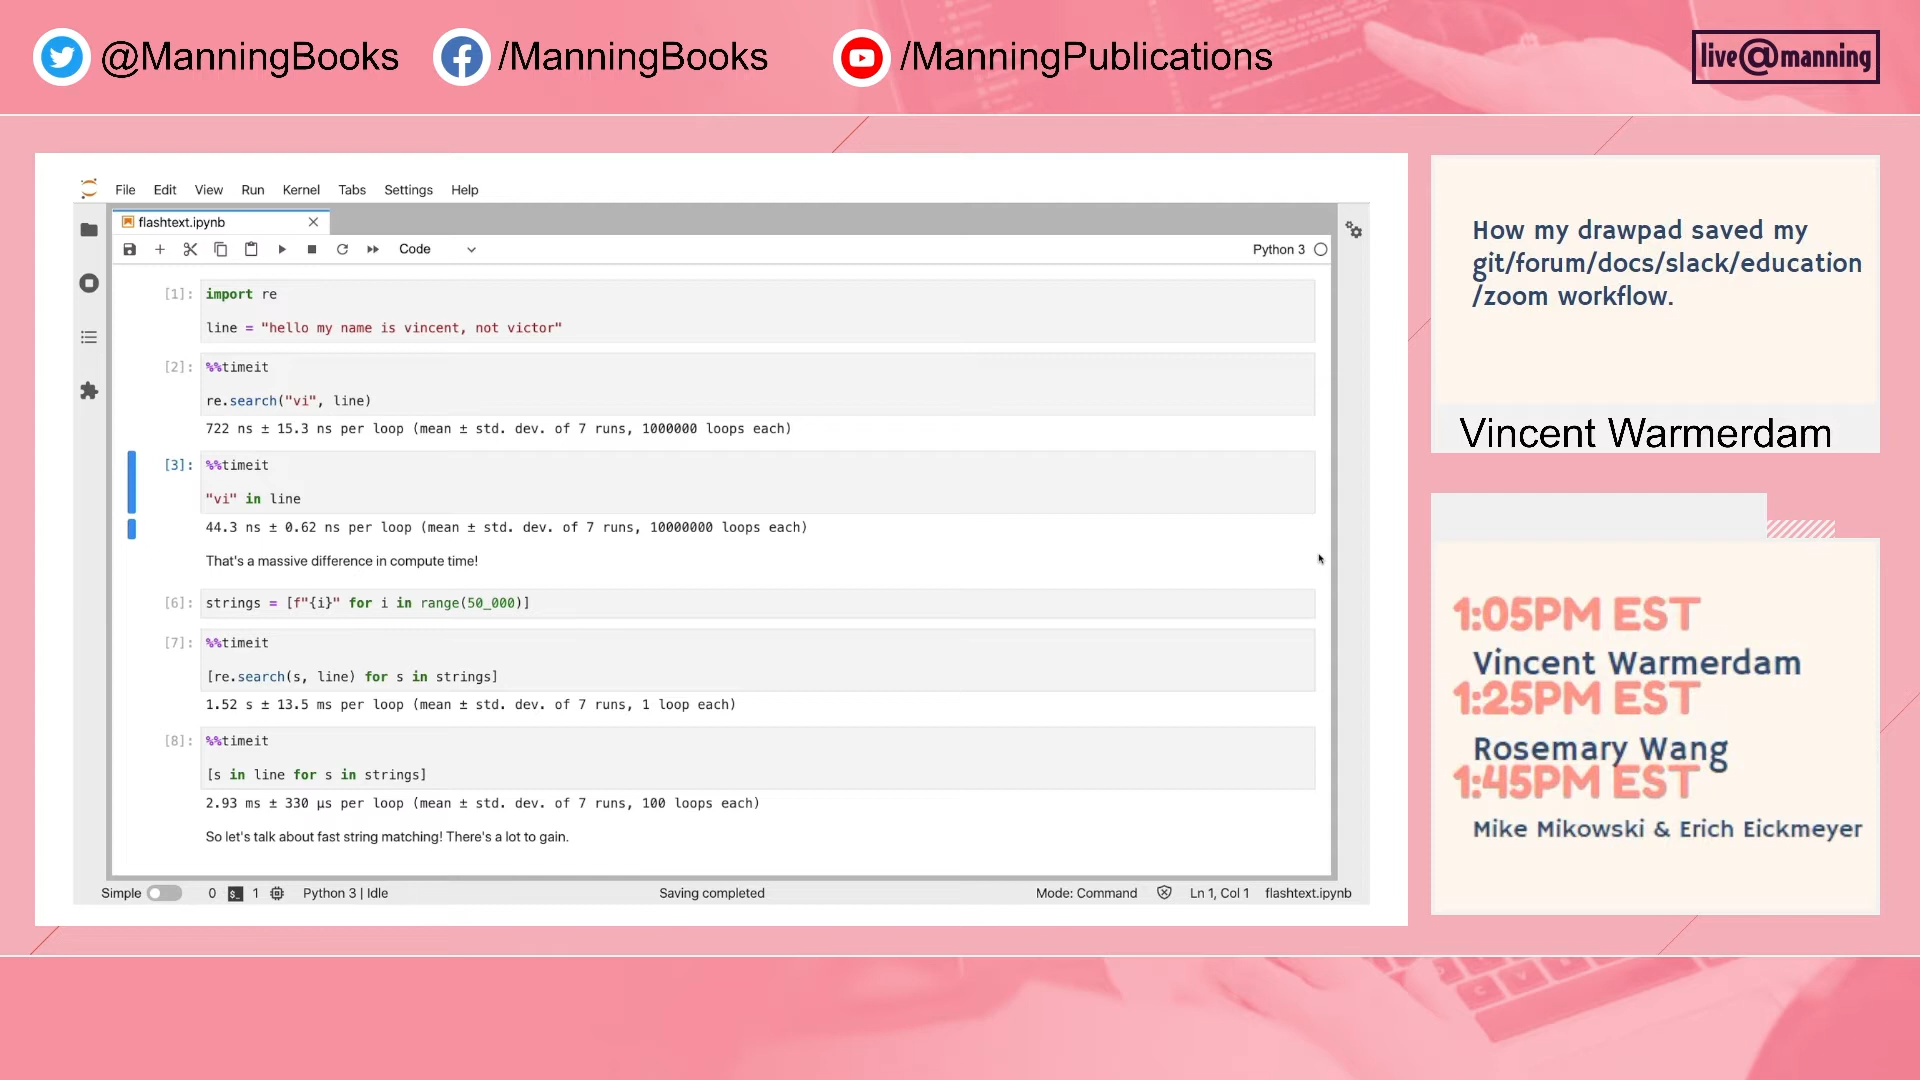 @ManningBooks
/ManningBooks
/ManningPublications
live@manning
File Edit View Run Kernel Tabs Settings Help
flashtext.ipynb
Code
Python 3
[1]: import re
line = "hello my name is vincent, not victor"
[2]: %%timeit
re.search("vi", line)
722 ns ± 15.3 ns per loop (mean ± std. dev. of 7 runs, 1000000 loops each)
[3]: %%timeit
"vi" in line
44.3 ns ± 0.62 ns per loop (mean ± std. dev. of 7 runs, 10000000 loops each)
That's a massive difference in compute time!
[6]: strings = [f"{i}" for i in range(50_000)]
[7]: %%timeit
[re.search(s, line) for s in strings]
1.52 s ± 13.5 ms per loop (mean ± std. dev. of 7 runs, 1 loop each)
[8]: %%timeit
[s in line for s in strings]
2.93 ms ± 330 µs per loop (mean ± std. dev. of 7 runs, 100 loops each)
So let's talk about fast string matching! There's a lot to gain.
Simple 0 1 Python 3 | Idle Saving completed Mode: Command Ln 1, Col 1 flashtext.ipynb
How my drawpad saved my
git/forum/docs/slack/education
/zoom workflow.
Vincent Warmerdam
1:05PM EST
Vincent Warmerdam
1:25PM EST
Rosemary Wang
1:45PM EST
Mike Mikowski & Erich Eickmeyer